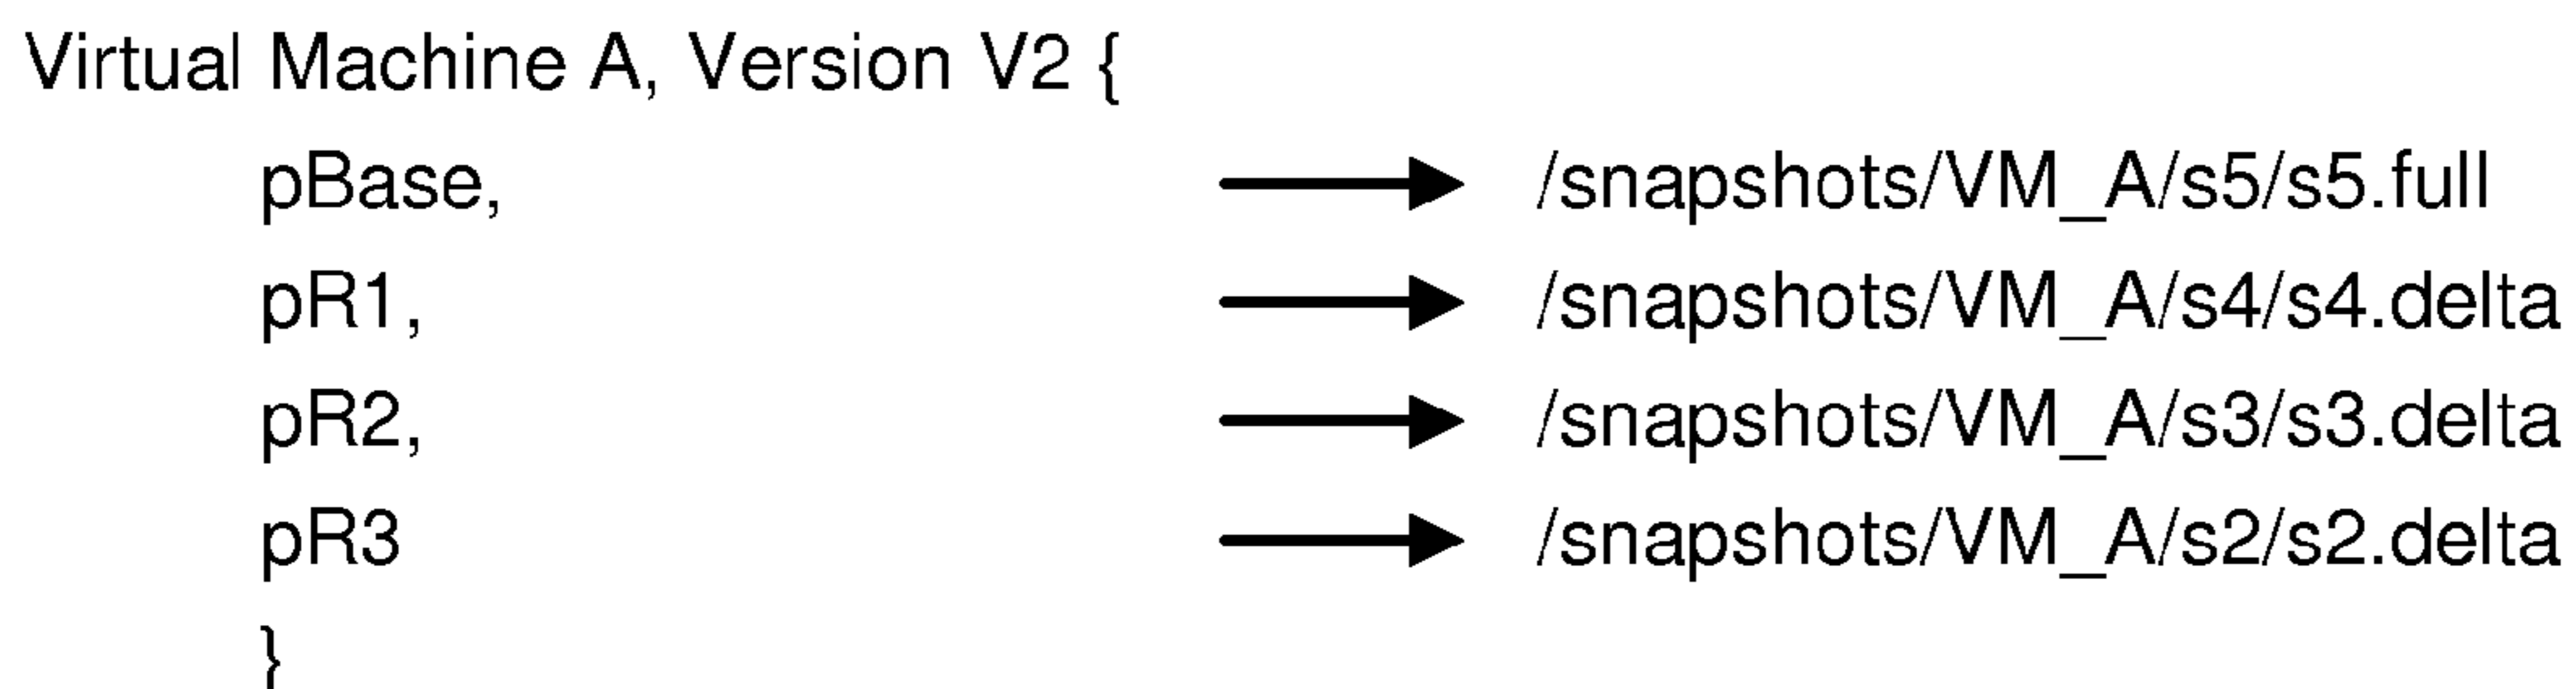 Virtual Machine A, Version V2 {
pBase, /snapshots/VM_A/s5/s5.full
pR1, /snapshots/VM_A/s4/s4.delta
pR2, /snapshots/VM_A/s3/s3.delta
pR3 /snapshots/VM_A/s2/s2.delta
}